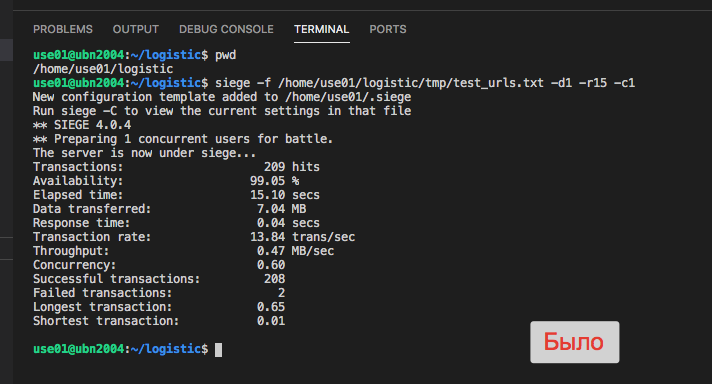 PROBLEMS OUTPUT DEBUG CONSOLE TERMINAL PORTS
use01@ubn2004:~/logistic$ pwd
/home/use01/logistic
use01@ubn2004:~/logistic$ siege -f /home/use01/logistic/tmp/test_urls.txt -d1 -r15 -c1
New configuration template added to /home/use01/.siege
Run siege -C to view the current settings in that file
** SIEGE 4.0.4
** Preparing 1 concurrent users for battle.
The server is now under siege...
Transactions: 209 hits
Availability: 99.05 %
Elapsed time: 15.10 secs
Data transferred: 7.04 MB
Response time: 0.04 secs
Transaction rate: 13.84 trans/sec
Throughput: 0.47 MB/sec
Concurrency: 0.60
Successful transactions: 208
Failed transactions: 2
Longest transaction: 0.65
Shortest transaction: 0.01
use01@ubn2004:~/logistic$
Было